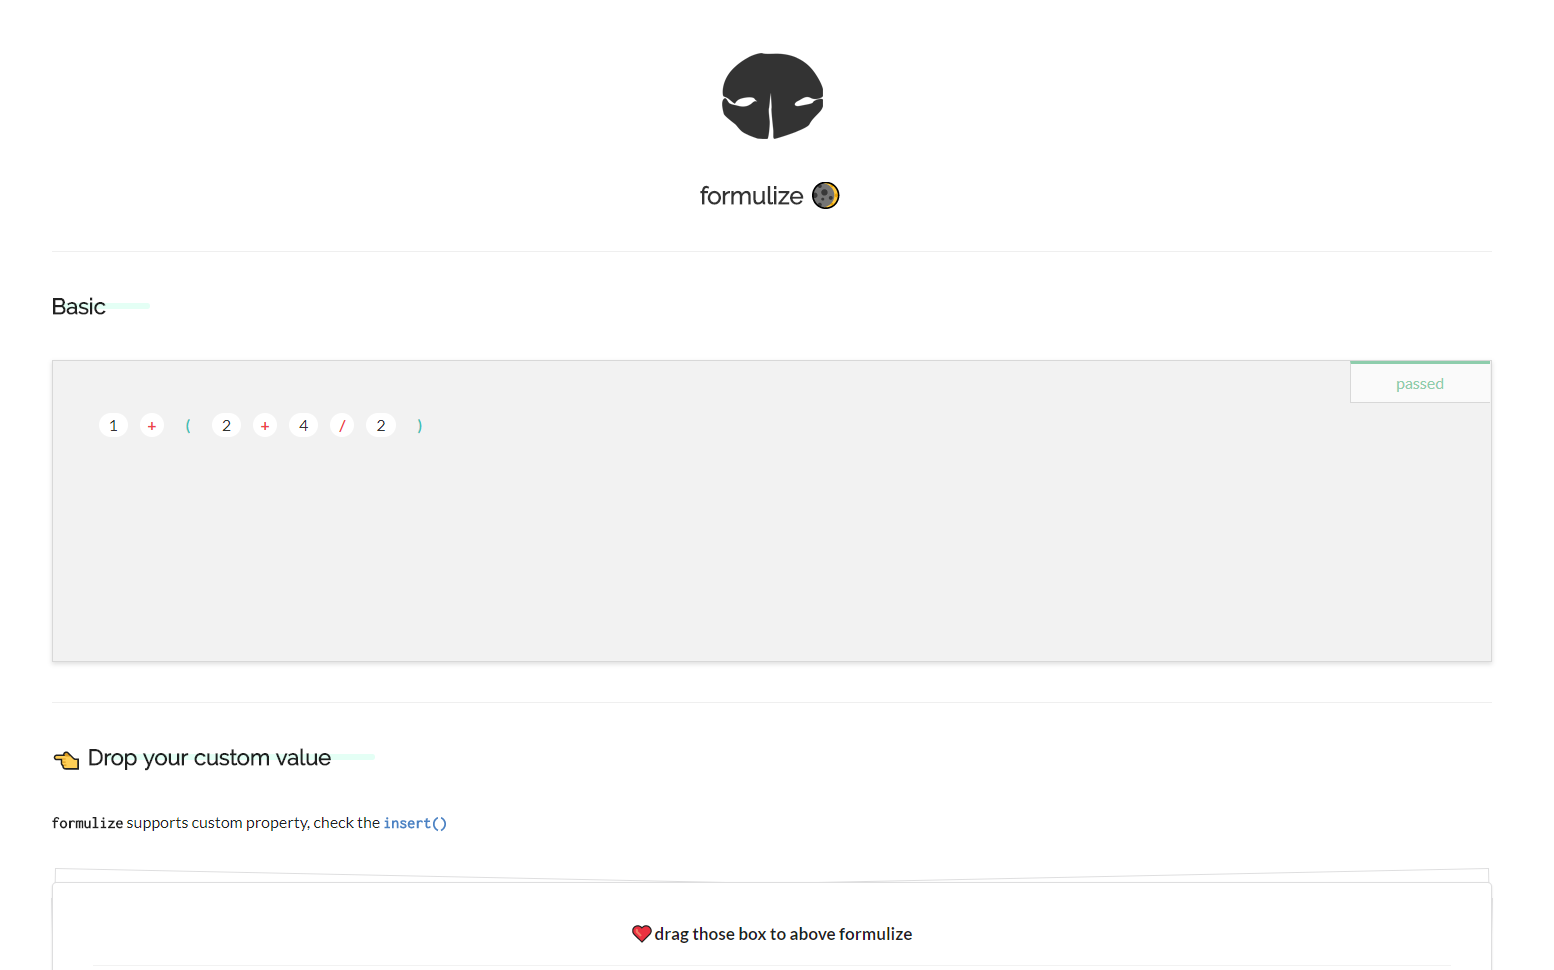 formulize
Basic
passed
1 + ( 2 + 4 / 2 )
Drop your custom value
formulize supports custom property, check the insert()
drag those box to above formulize